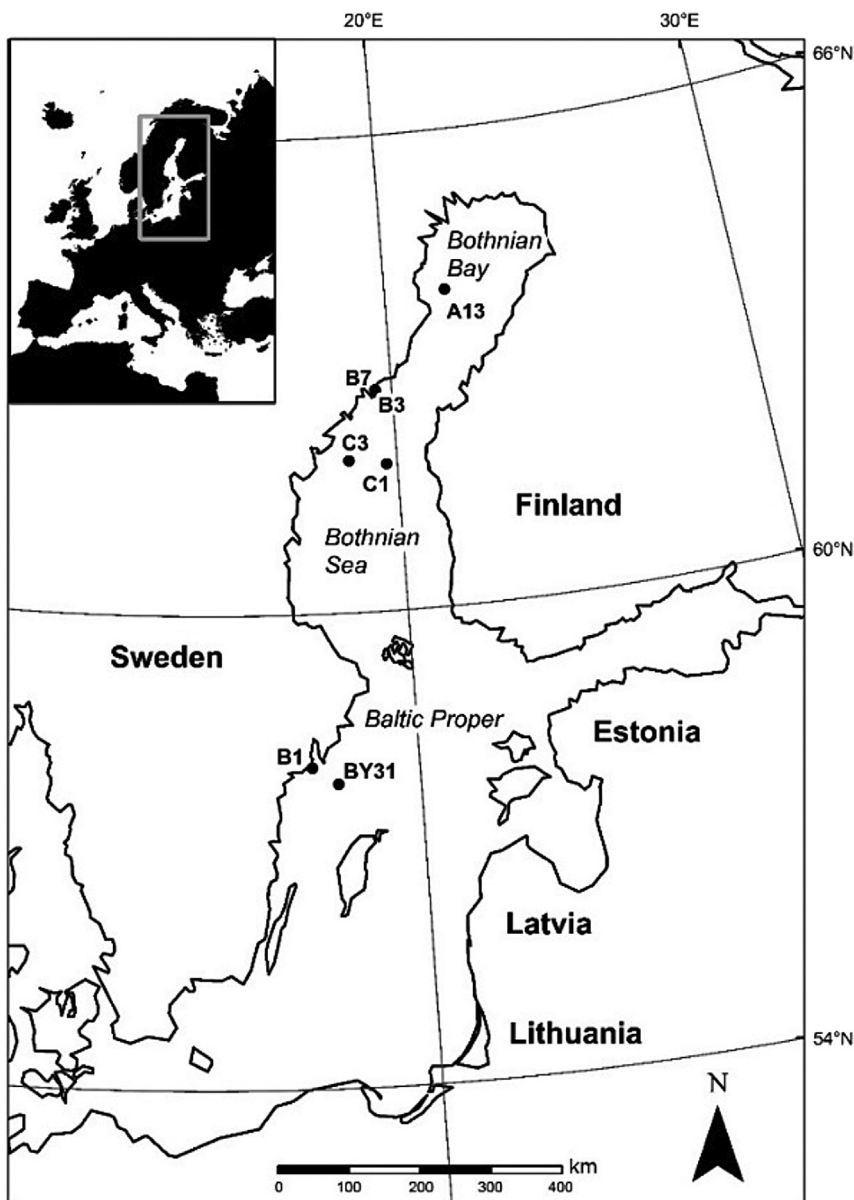 20°E
30°E
66°N
Bothnian
Bay
A13
B7
B3
C3
C1
Finland
Bothnian
Sea
60°N
Sweden
Baltic Proper
Estonia
B1
BY31
Latvia
Lithuania
54°N
N
km
0 100 200 300 400